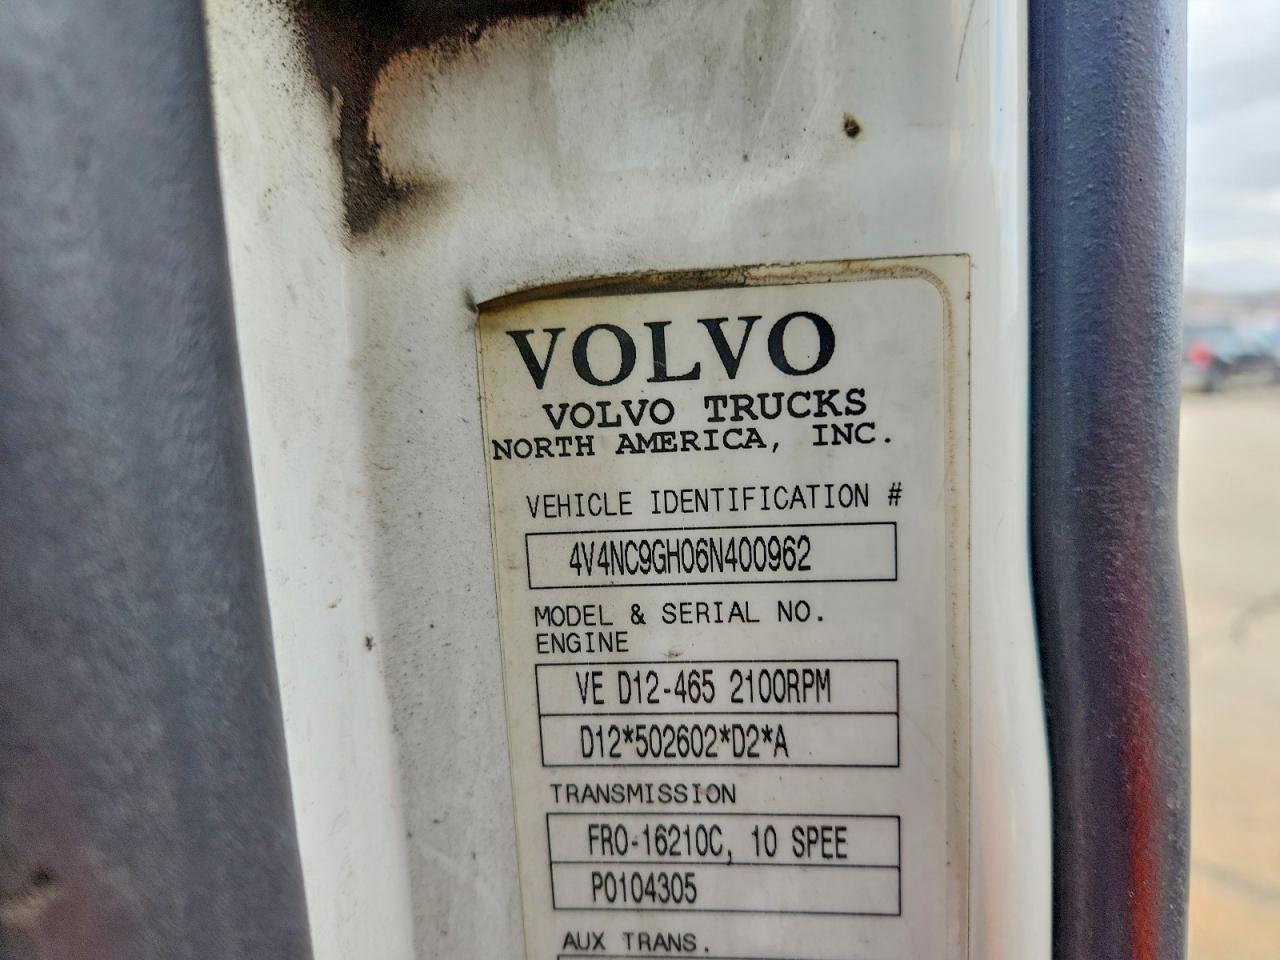 VOLVO
VOLVO TRUCKS
NORTH AMERICA, INC.
VEHICLE IDENTIFICATION #
4V4NC9GH06N400962
MODEL & SERIAL NO.
ENGINE
VE D12-465 2100RPM
D12*502602*D2*A
TRANSMISSION
FRO-16210C, 10 SPEE
P0104305
AUX TRANS.